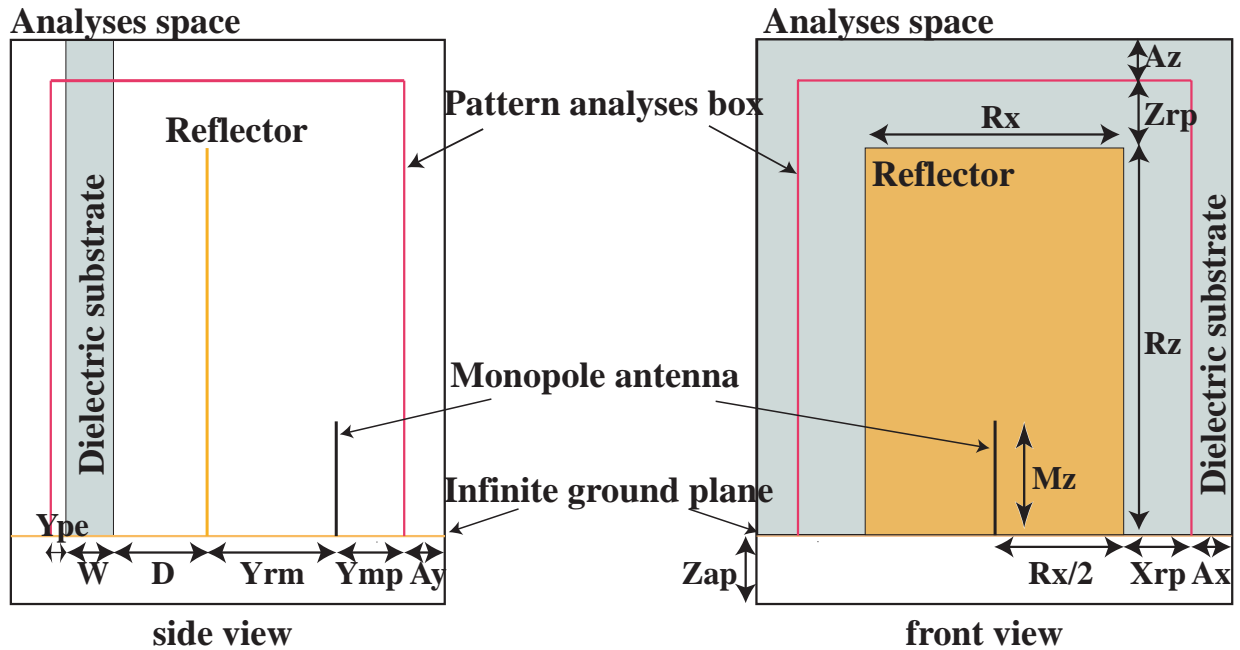 Analyses space
Reflector
Dielectric substrate
Ype
W
D
Yrm
Ymp
Ay
side view
Pattern analyses box
Monopole antenna
Infinite ground plane
Analyses space
Az
Zrp
Rx
Reflector
Rz
Dielectric substrate
Mz
Zap
Rx/2
Xrp
Ax
front view